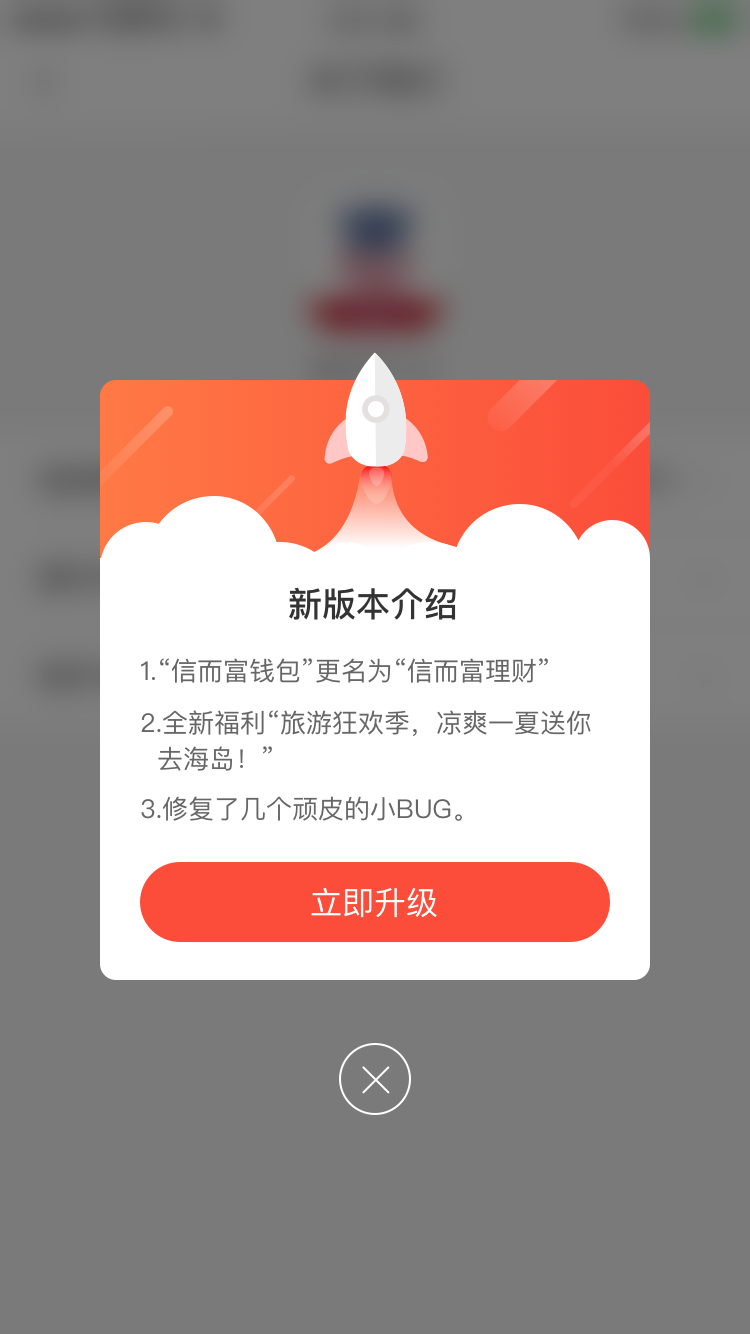 新版本介绍
1.“信而富钱包”更名为“信而富理财”
2.全新福利“旅游狂欢季，凉爽一夏送你
去海岛！”
3.修复了几个顽皮的小BUG。
立即升级